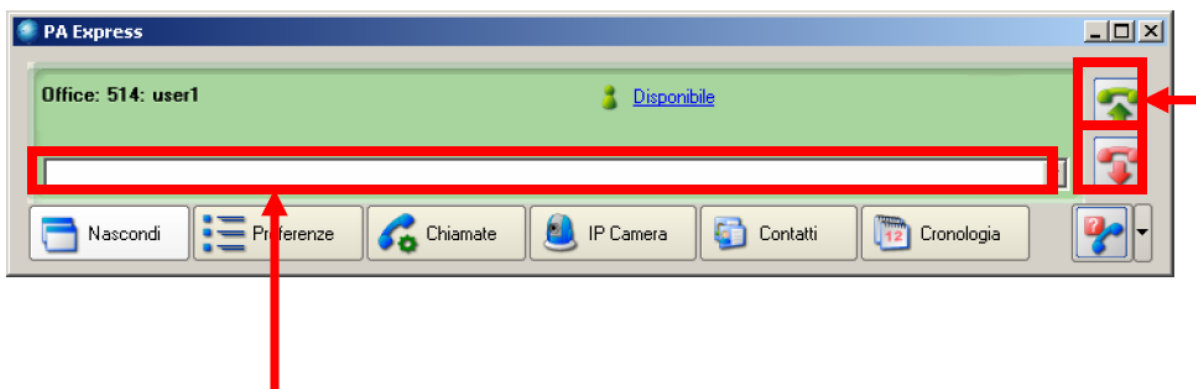 PA Express
Office: 514: user1
Disponibile
Nascondi
Preferenze
Chiamate
IP Camera
Contatti
12
Cronologia
?